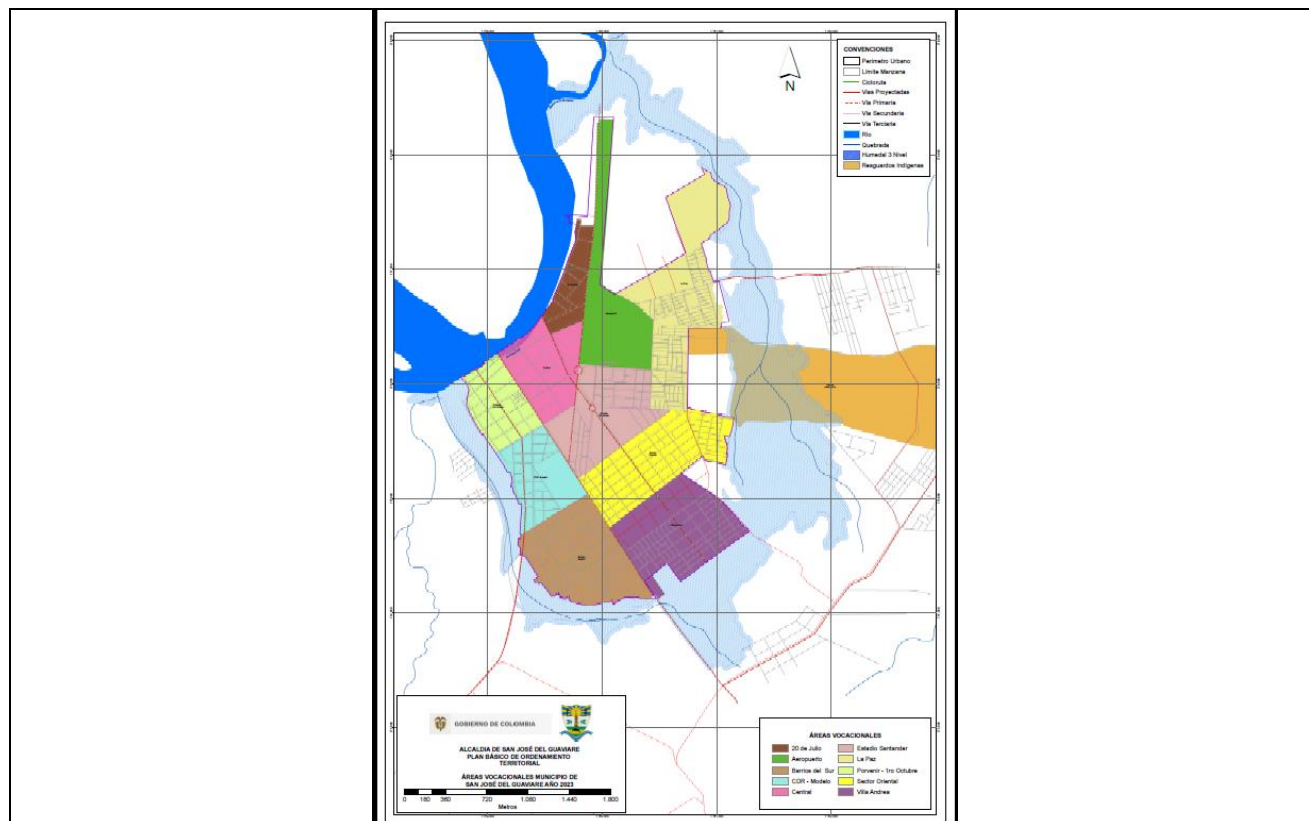 CONVENCIONES
Perímetro Urbano
Límite Manzana
Cicloruta
Vías Proyectadas
Vía Primaria
Vía Secundaria
Vía Terciaria
Río
Quebrada
Humedal 3 Nivel
Resguardos Indígenas
N
GOBIERNO DE COLOMBIA
ALCALDIA DE SAN JOSÉ DEL GUAVIARE
PLAN BÁSICO DE ORDENAMIENTO
TERRITORIAL
ÁREAS VOCACIONALES MUNICIPIO DE
SAN JOSÉ DEL GUAVIARE AÑO 2023
0 180 360 720 1.080 1.440 1.800
Metros
ÁREAS VOCACIONALES
20 de Julio
Aeropuerto
Barrios del Sur
CDR - Modelo
Central
Estadio Santander
La Paz
Porvenir - 1ro Octubre
Sector Oriental
Villa Andrea